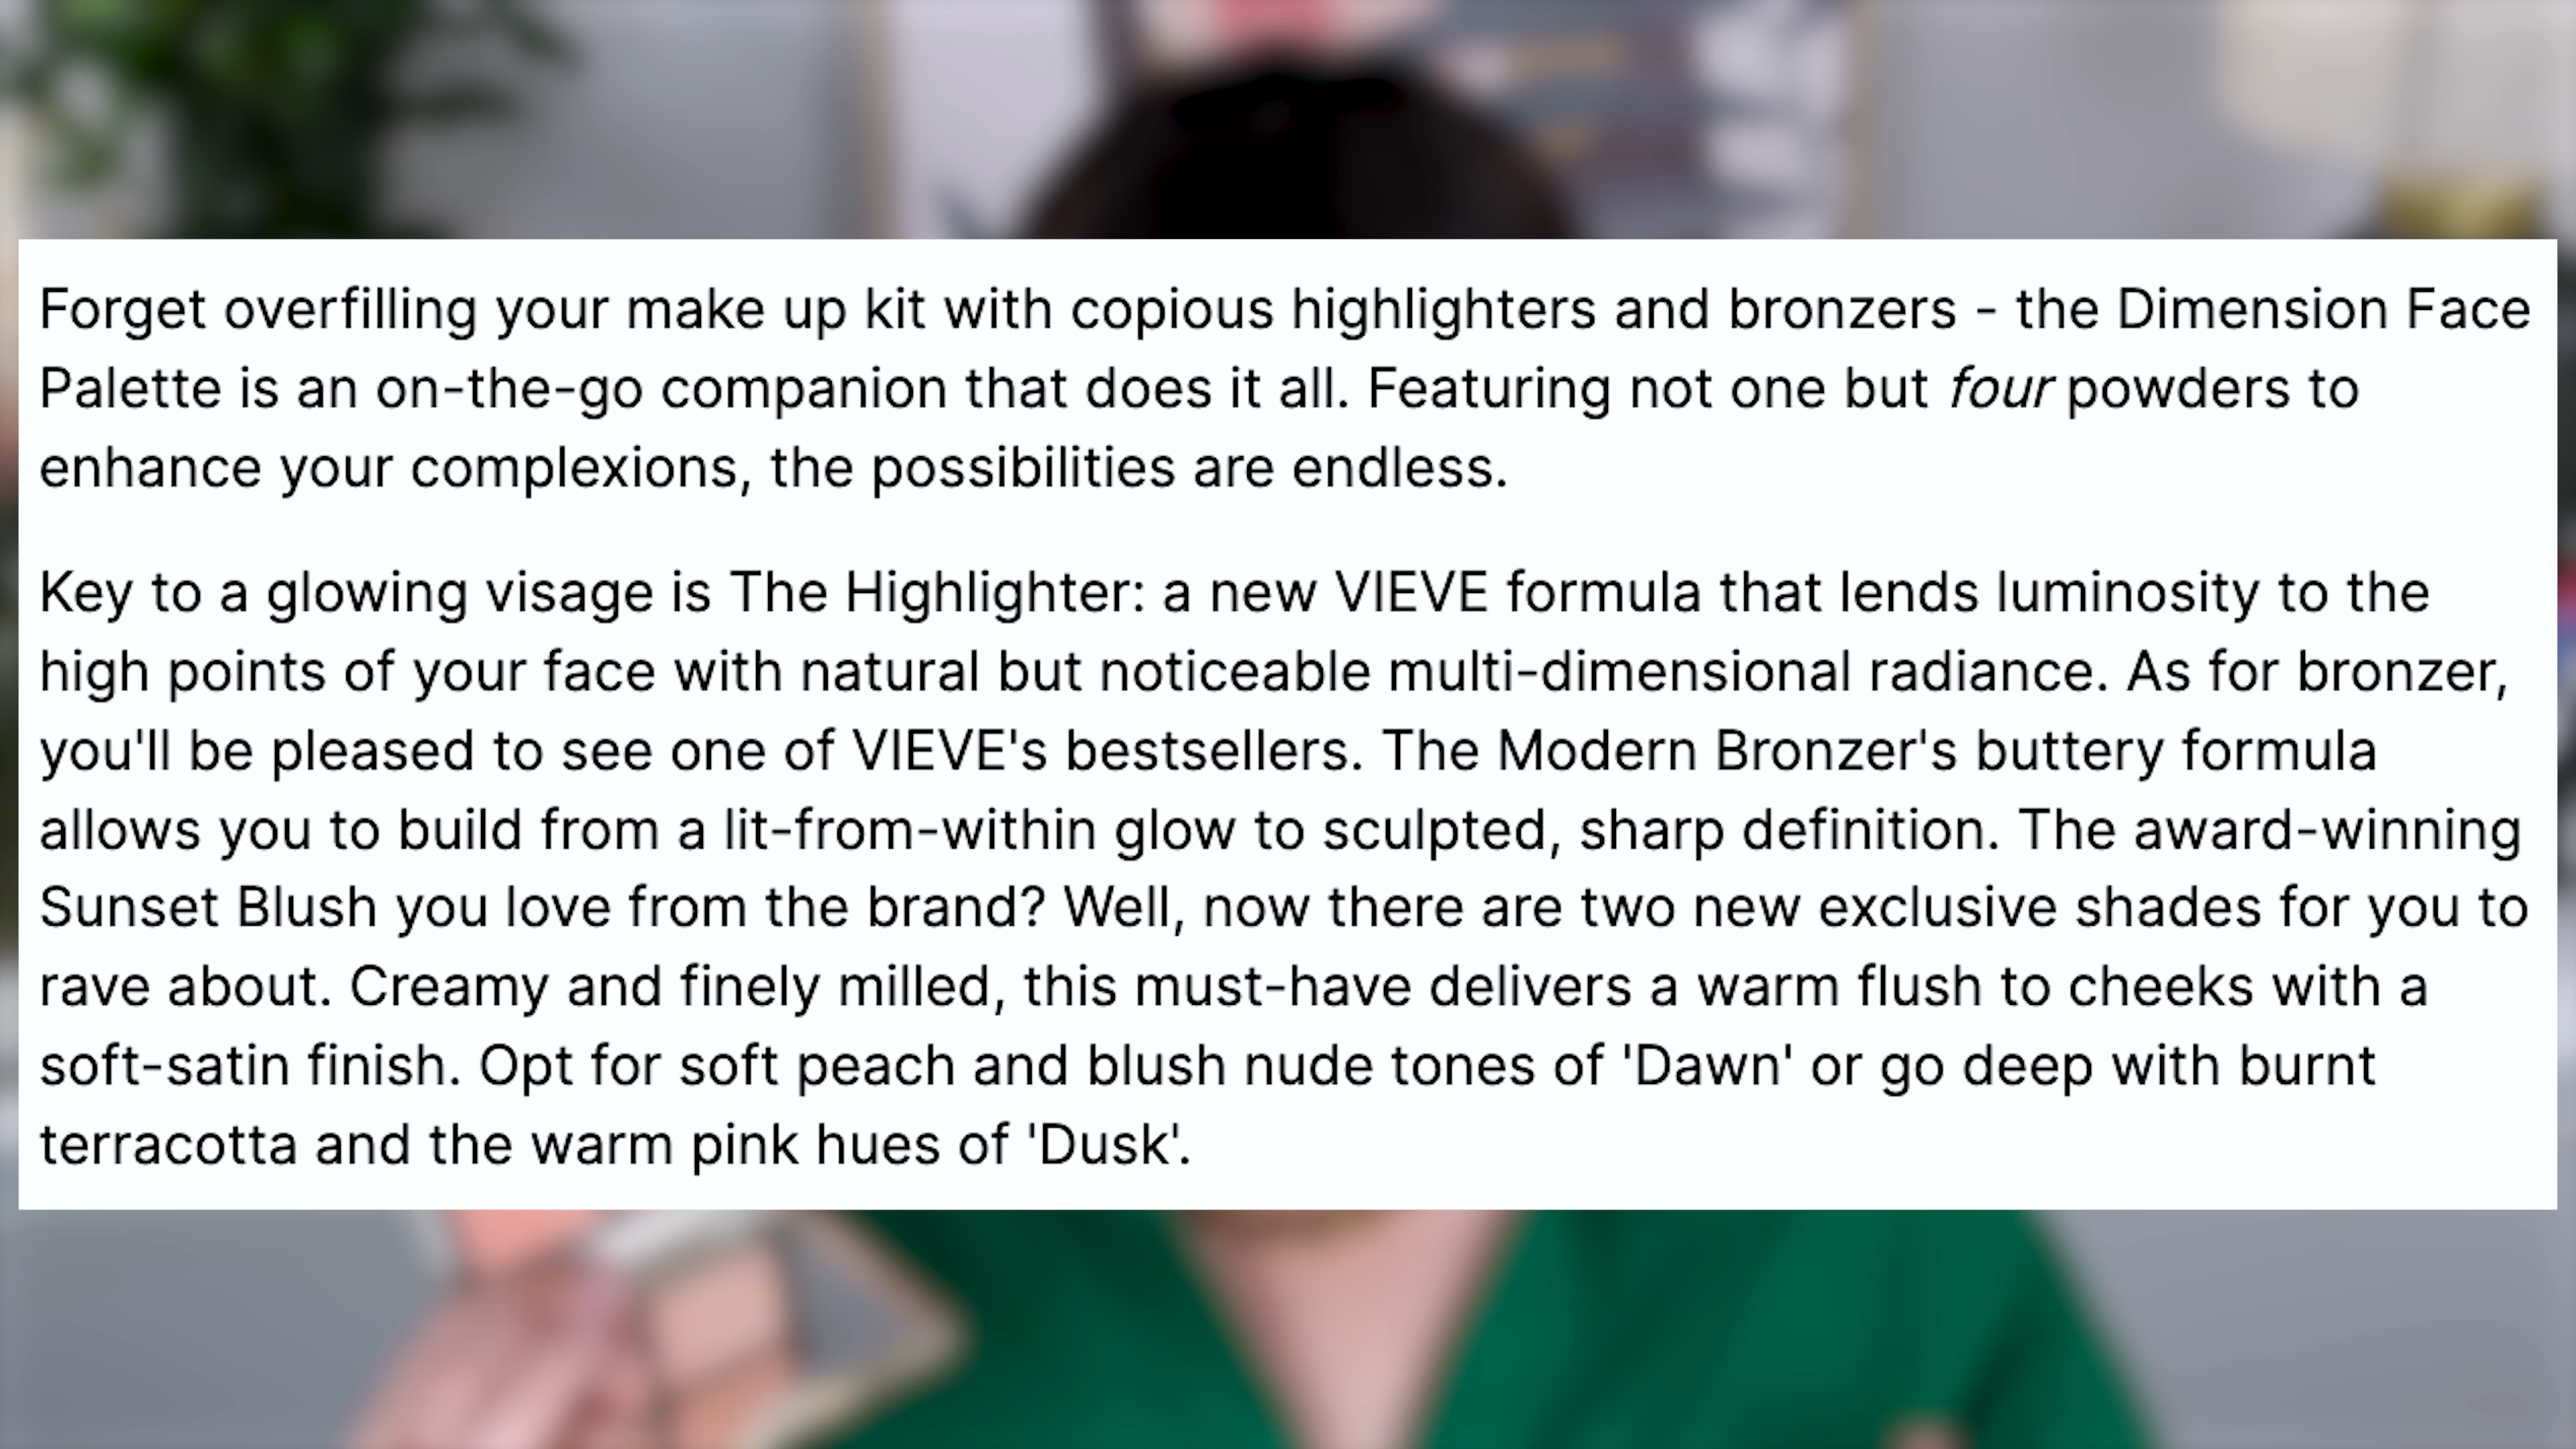 Forget overfilling your make up kit with copious highlighters and bronzers - the Dimension Face
Palette is an on-the-go companion that does it all. Featuring not one but four powders to
enhance your complexions, the possibilities are endless.
Key to a glowing visage is The Highlighter: a new VIEVE formula that lends luminosity to the
high points of your face with natural but noticeable multi-dimensional radiance. As for bronzer,
you'll be pleased to see one of VIEVE's bestsellers. The Modern Bronzer's buttery formula
allows you to build from a lit-from-within glow to sculpted, sharp definition. The award-winning
Sunset Blush you love from the brand? Well, now there are two new exclusive shades for you to
rave about. Creamy and finely milled, this must-have delivers a warm flush to cheeks with a
soft-satin finish. Opt for soft peach and blush nude tones of 'Dawn' or go deep with burnt
terracotta and the warm pink hues of 'Dusk'.